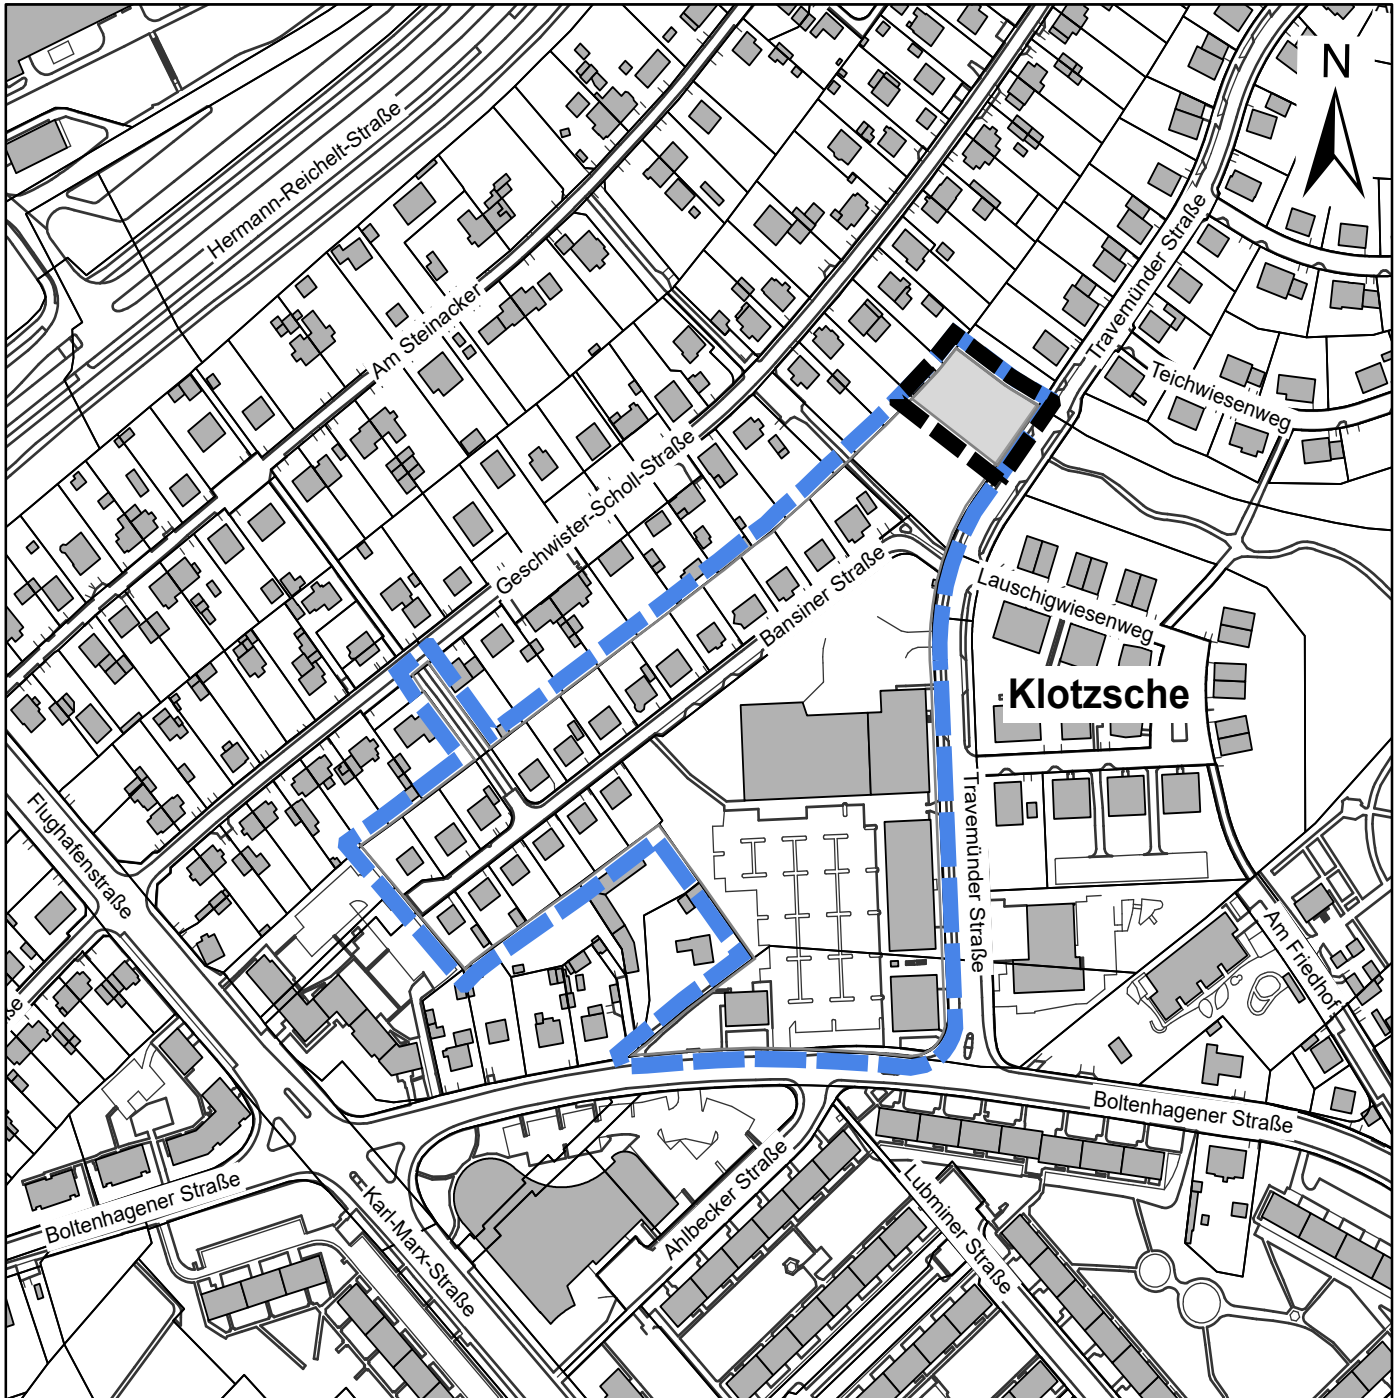 N
Hermann-Reichelt-Straße
Travemünder Straße
Am Steinacker
Teichwiesenweg
Geschwister-Scholl-Straße
Bansiner Straße
Lauschigwiesenweg
Klotzsche
Flughafenstraße
Travemünder Straße
Am Friedhof
Boltenhagener Straße
Ahlbecker Straße
Lubminer Straße
Boltenhagener Straße
Karl-Marx-Straße